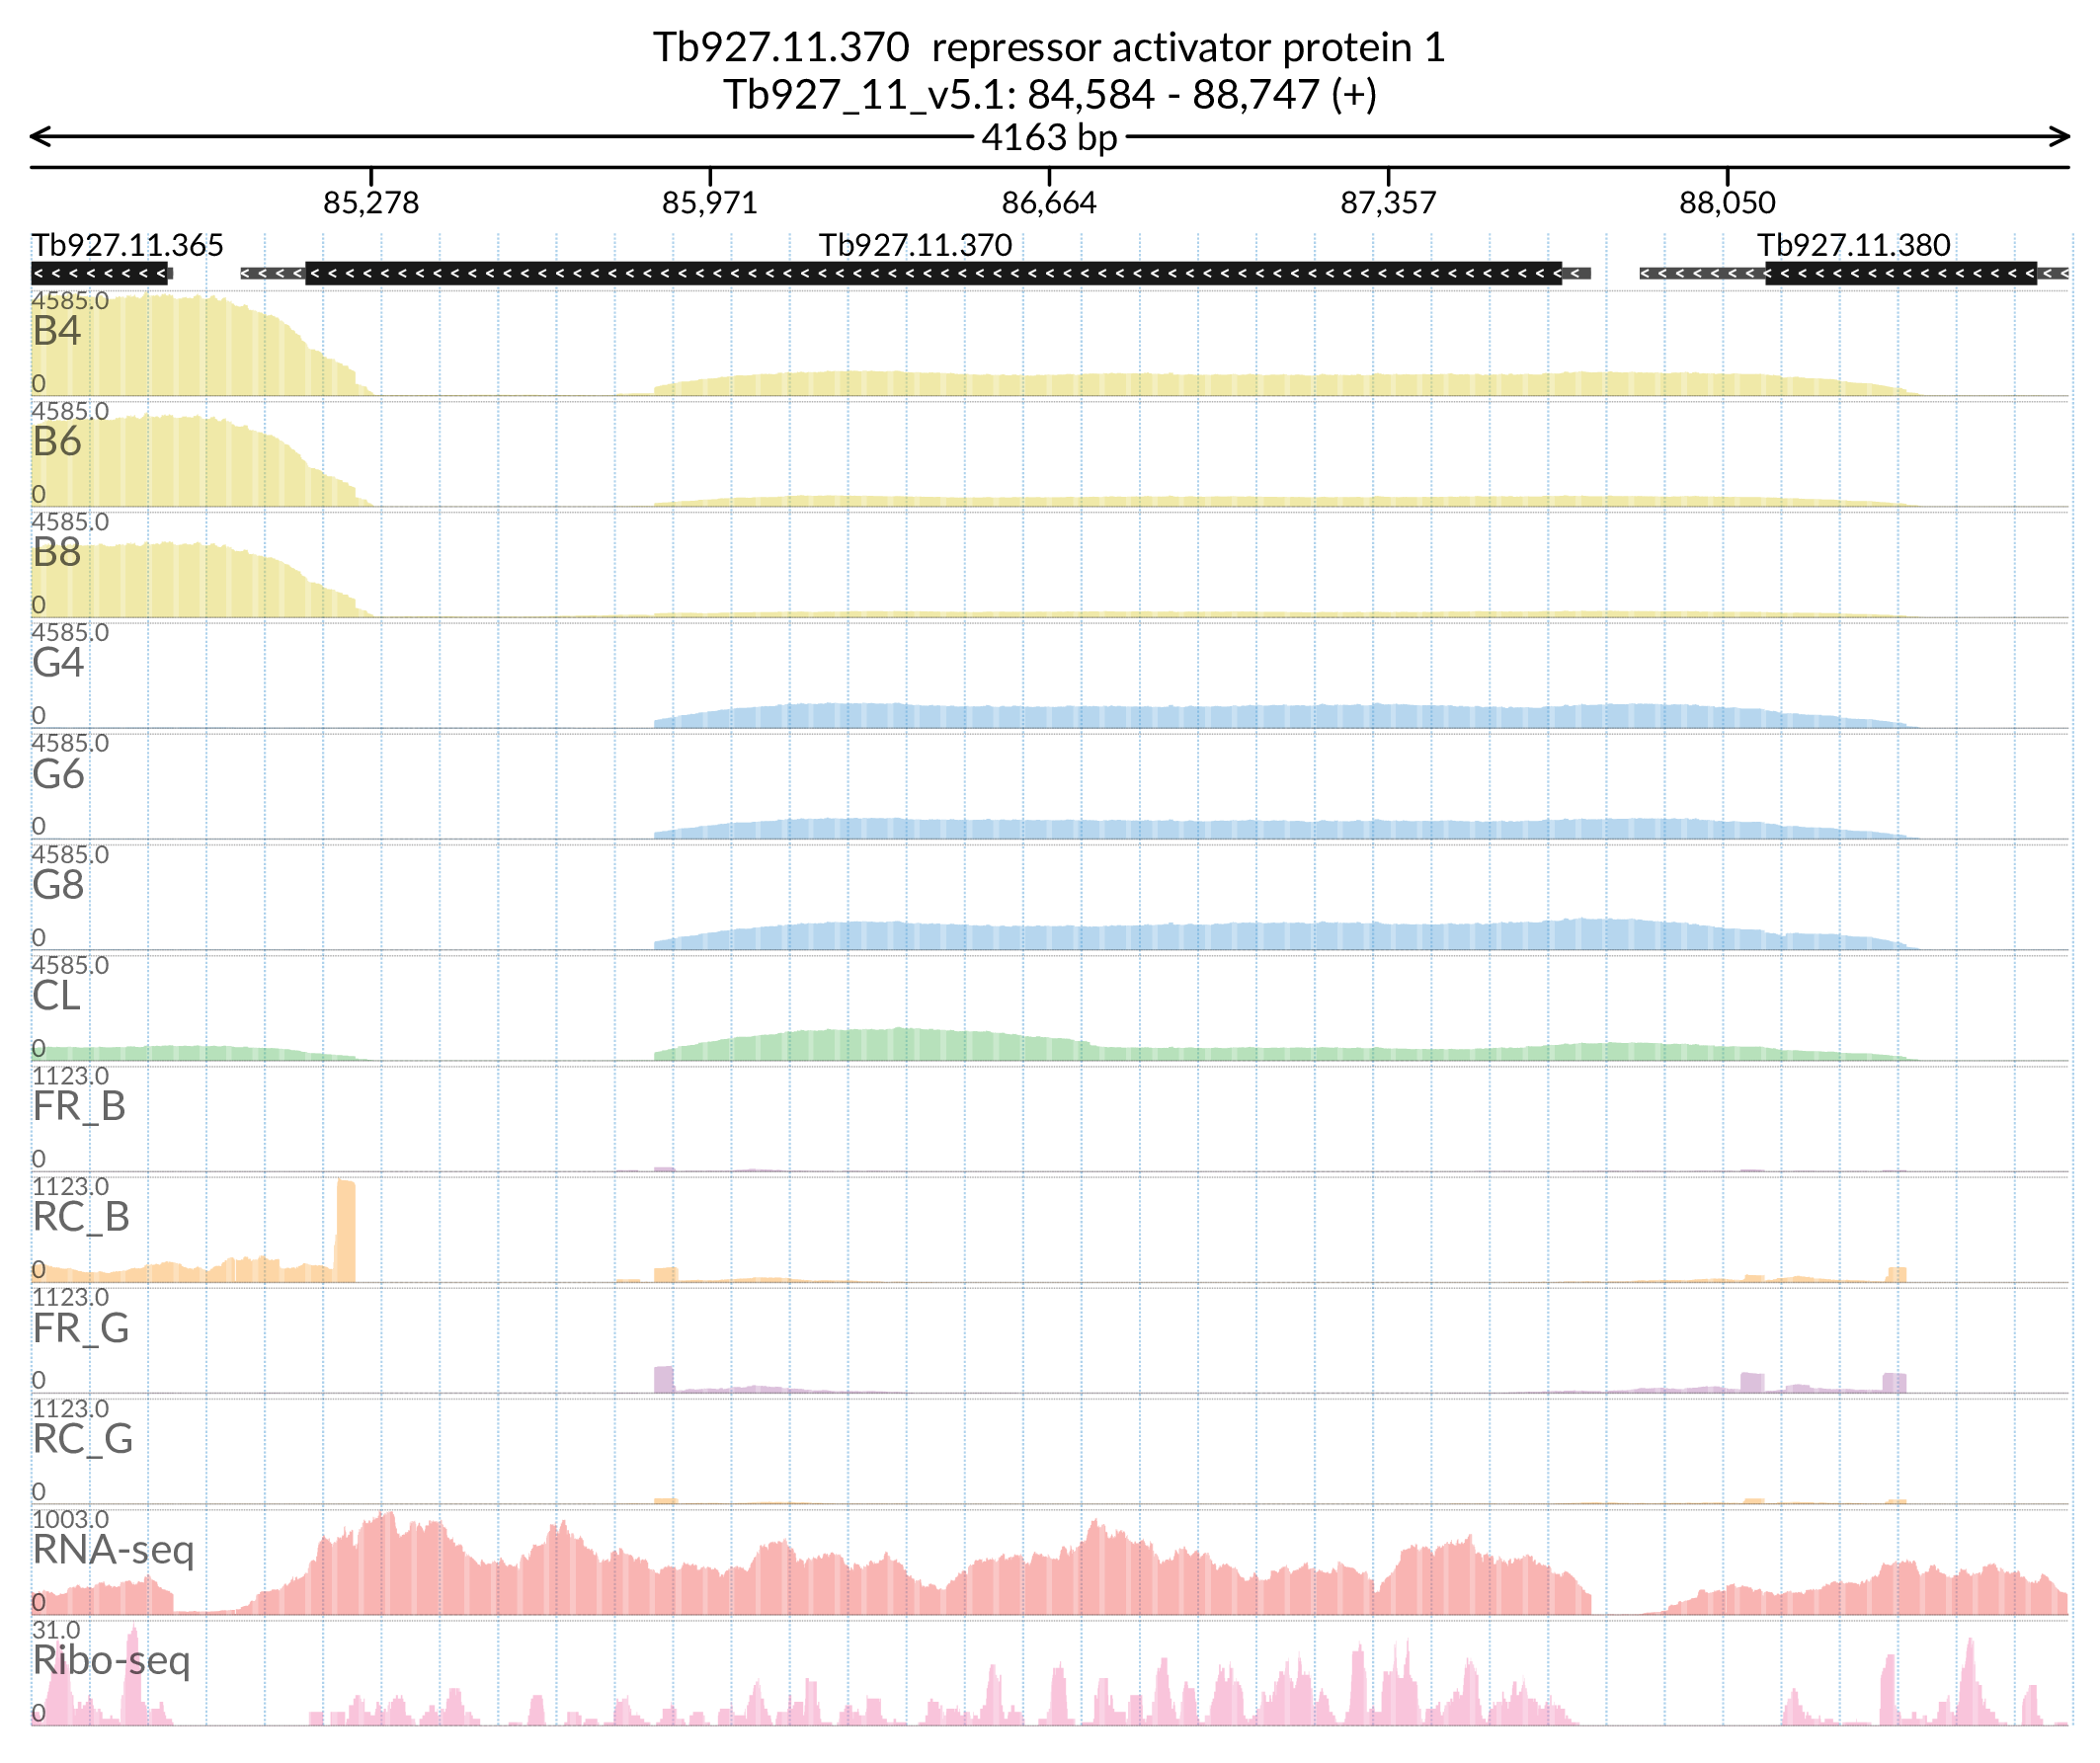 Tb927.11.370 repressor activator protein 1
Tb927_11_v5.1: 84,584 - 88,747 (+)
4163 bp
85,278 85,971 86,664 87,357 88,050
Tb927.11.365 Tb927.11.370 Tb927.11.380
4585.0
B4
0
4585.0
B6
0
4585.0
B8
0
4585.0
G4
0
4585.0
G6
0
4585.0
G8
0
4585.0
CL
0
1123.0
FR_B
0
1123.0
RC_B
0
1123.0
FR_G
0
1123.0
RC_G
0
1003.0
RNA-seq
0
31.0
Ribo-seq
0